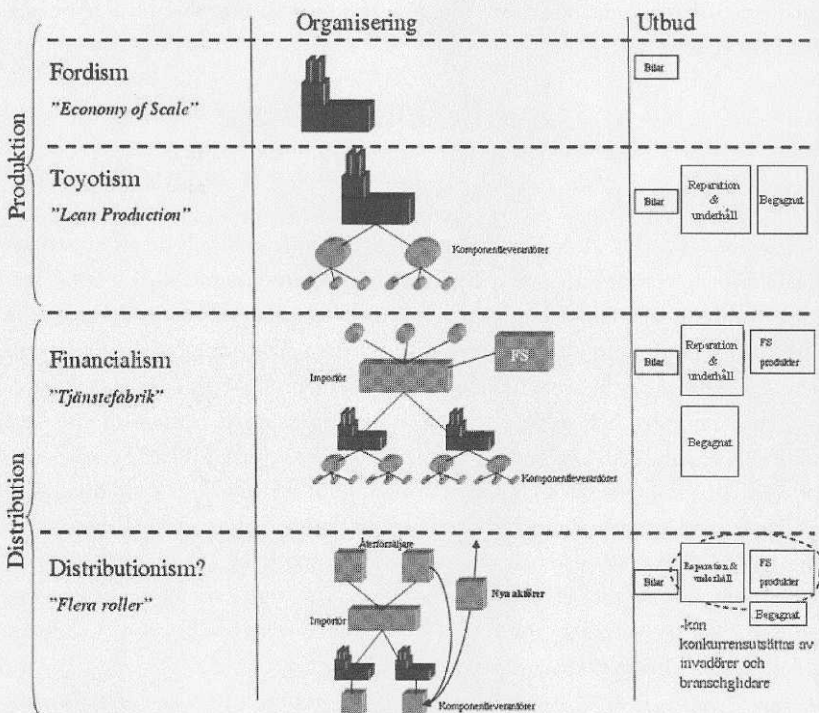 Organisering
Utbud
Produktion
Fordism
"Economy of Scale"
Bilar
Toyotism
"Lean Production"
Komponentleverantörer
Bilar
Reparation
&
underhåll
Begagnat
Distribution
Financialism
"Tjänstefabrik"
Importör
FS
Komponentleverantörer
Bilar
Reparation
&
underhåll
FS
produkter
Begagnat
Distributionism?
"Flera roller"
Återförsäljare
Nya aktörer
Importör
Komponentleverantörer
Bilar
Reparation &
underhåll
FS
produkter
Begagnat
-kan
konkurrensutsättas av
invadörer och
branschglidare